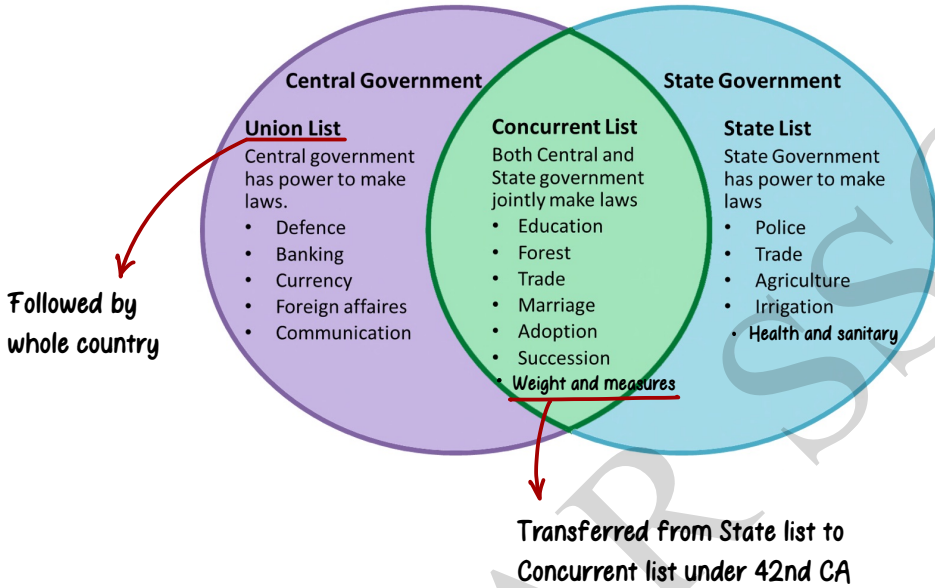 Central Government
Union List
Central government
has power to make
laws.
• Defence
• Banking
• Currency
• Foreign affaires
• Communication
Concurrent List
Both Central and
State government
jointly make laws
• Education
• Forest
• Trade
• Marriage
• Adoption
• Succession
• Weight and measures
State Government
State List
State Government
has power to make
laws
• Police
• Trade
• Agriculture
• Irrigation
• Health and sanitary
Followed by
whole country
Transferred from State list to
Concurrent list under 42nd CA